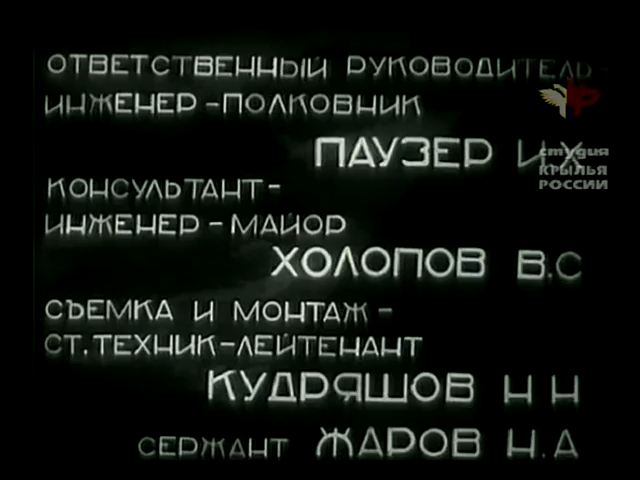 ОТВЕТСТВЕННЫЙ РУКОВОДИТЕЛЬ-
ИНЖЕНЕР-ПОЛКОВНИК
ПАУЗЕР И.Х
студия
КРЫЛЬЯ
РОССИИ
КОНСУЛЬТАНТ-
ИНЖЕНЕР-МАЙОР
ХОЛОПОВ В.С
СЪЕМКА И МОНТАЖ-
СТ.ТЕХНИК-ЛЕЙТЕНАНТ
КУДРЯШОВ Н Н
СЕРЖАНТ ЖАРОВ Н.А